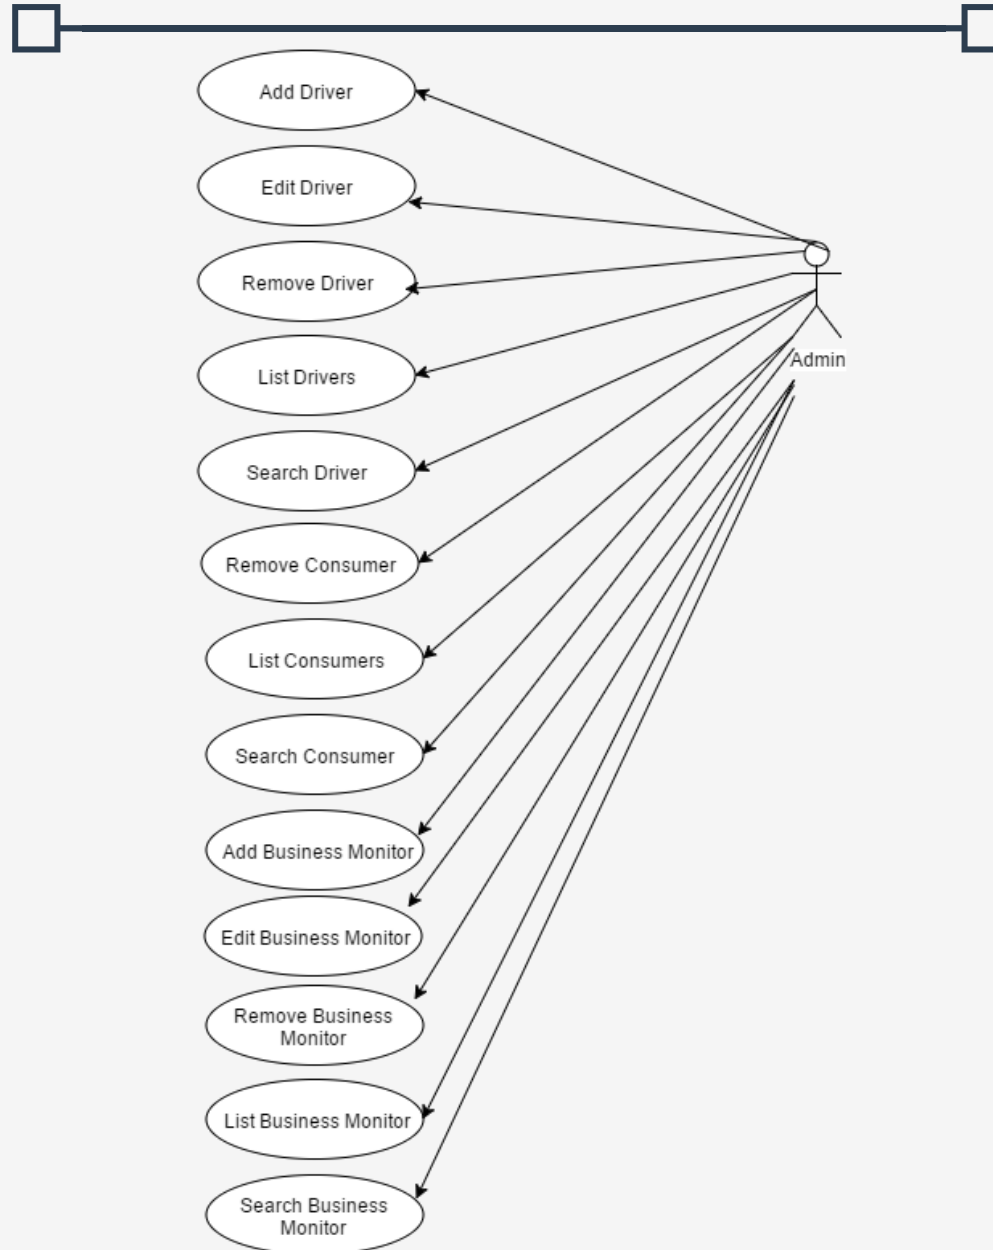 Add Driver
Edit Driver
Remove Driver
List Drivers
Admin
Search Driver
Remove Consumer
List Consumers
Search Consumer
Add Business Monitor
Edit Business Monitor
Remove Business
Monitor
List Business Monitor
Search Business
Monitor